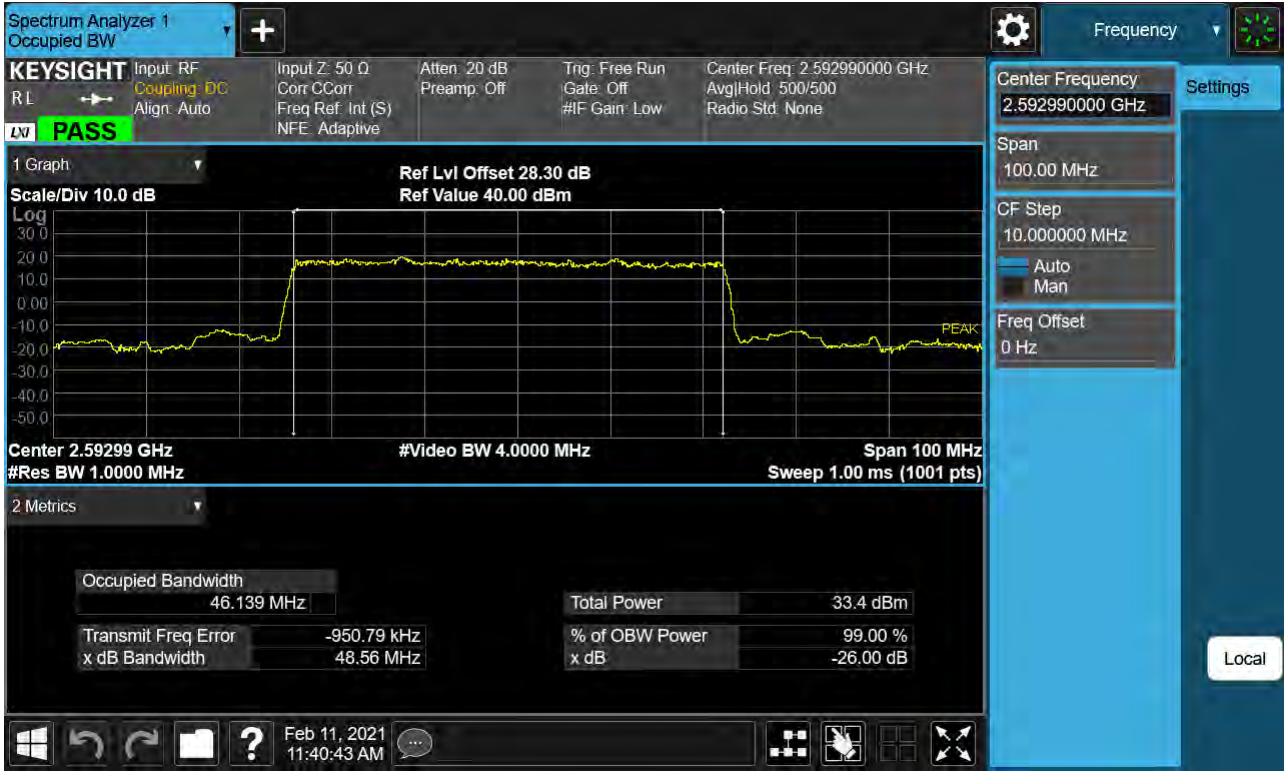 Spectrum Analyzer 1
Occupied BW
+
Frequency
KEYSIGHT
RL
LXI
PASS
Input: RF
Coupling: DC
Align: Auto
Input Z: 50 Ω
Corr CCorr
Freq Ref: Int (S)
NFE: Adaptive
Atten: 20 dB
Preamp: Off
Trig: Free Run
Gate: Off
#IF Gain: Low
Center Freq: 2.592990000 GHz
Avg|Hold: 500/500
Radio Std: None
Center Frequency
2.592990000 GHz
Settings
Span
100.00 MHz
CF Step
10.000000 MHz
Auto
Man
Freq Offset
0 Hz
Local
1 Graph
Scale/Div 10.0 dB
Ref Lvl Offset 28.30 dB
Ref Value 40.00 dBm
Log
30.0
20.0
10.0
0.00
-10.0
-20.0
-30.0
-40.0
-50.0
PEAK
Center 2.59299 GHz
#Video BW 4.0000 MHz
Span 100 MHz
#Res BW 1.0000 MHz
Sweep 1.00 ms (1001 pts)
2 Metrics
Occupied Bandwidth
46.139 MHz
Total Power 33.4 dBm
Transmit Freq Error -950.79 kHz
% of OBW Power 99.00 %
x dB Bandwidth 48.56 MHz
x dB -26.00 dB
?
Feb 11, 2021
11:40:43 AM